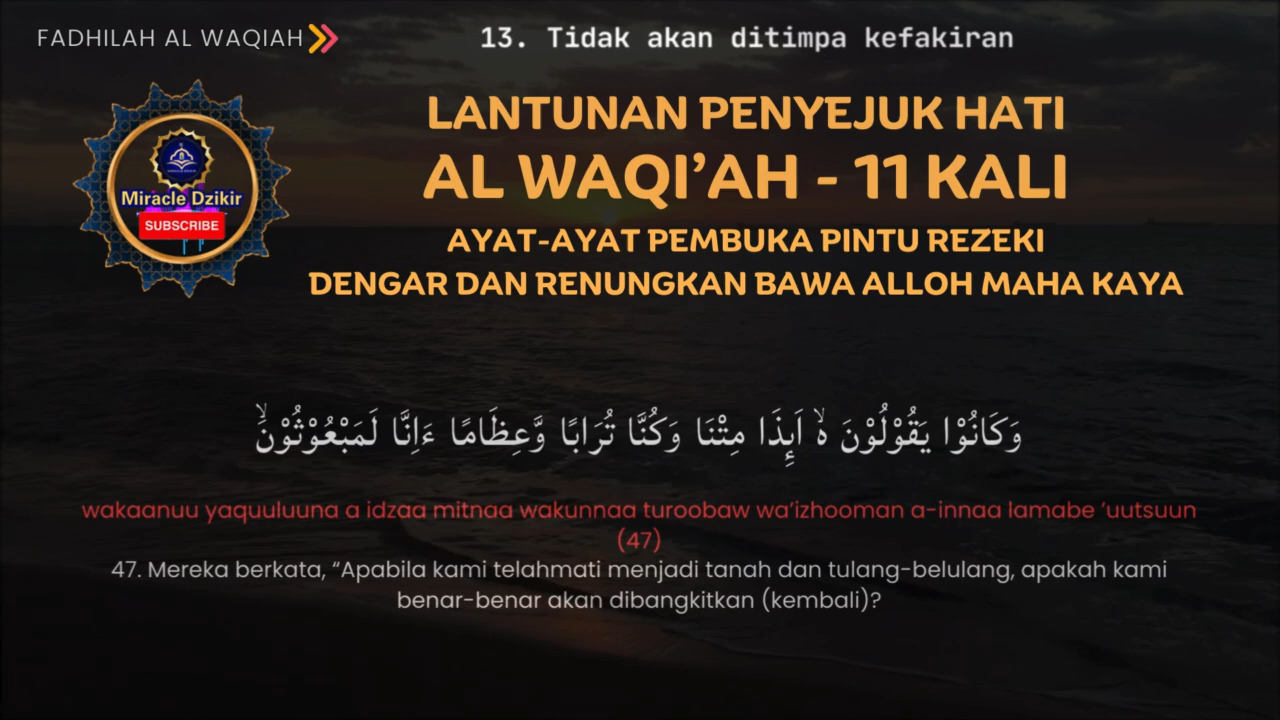 FADHILAH AL WAQIAH
13. Tidak akan ditimpa kefakiran
LANTUNAN PENYEJUK HATI
AL WAQI'AH - 11 KALI
AYAT-AYAT PEMBUKA PINTU REZEKI
DENGAR DAN RENUNGKAN BAWA ALLOH MAHA KAYA
Miracle Dzikir
SUBSCRIBE
وَكَانُوْا يَقُوْلُوْنَ ەۙ اَىِٕذَا مِتْنَا وَكُنَّا تُرَابًا وَّعِظَامًا ءَاِنَّا لَمَبْعُوْثُوْنَۙ
wakaanuu yaquuluuna a idzaa mitnaa wakunnaa turoobaw wa'izhooman a-innaa lamabe 'uutsuun
(47)
47. Mereka berkata, “Apabila kami telahmati menjadi tanah dan tulang-belulang, apakah kami
benar-benar akan dibangkitkan (kembali)?